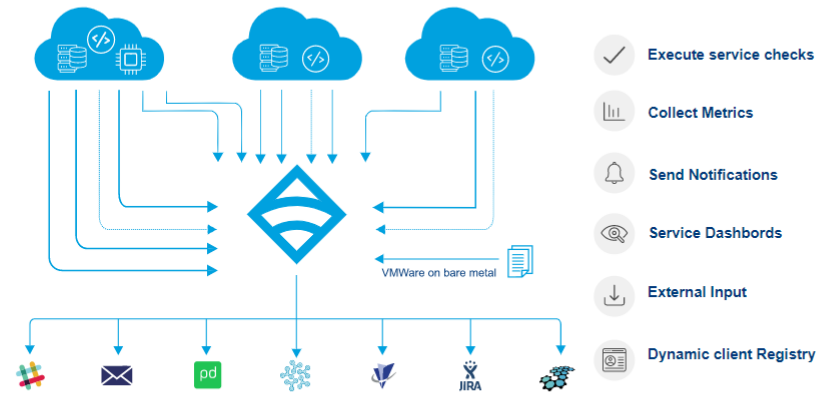 Execute service checks
Collect Metrics
Send Notifications
Service Dashbords
External Input
Dynamic client Registry
VMWare on bare metal
pd
JIRA